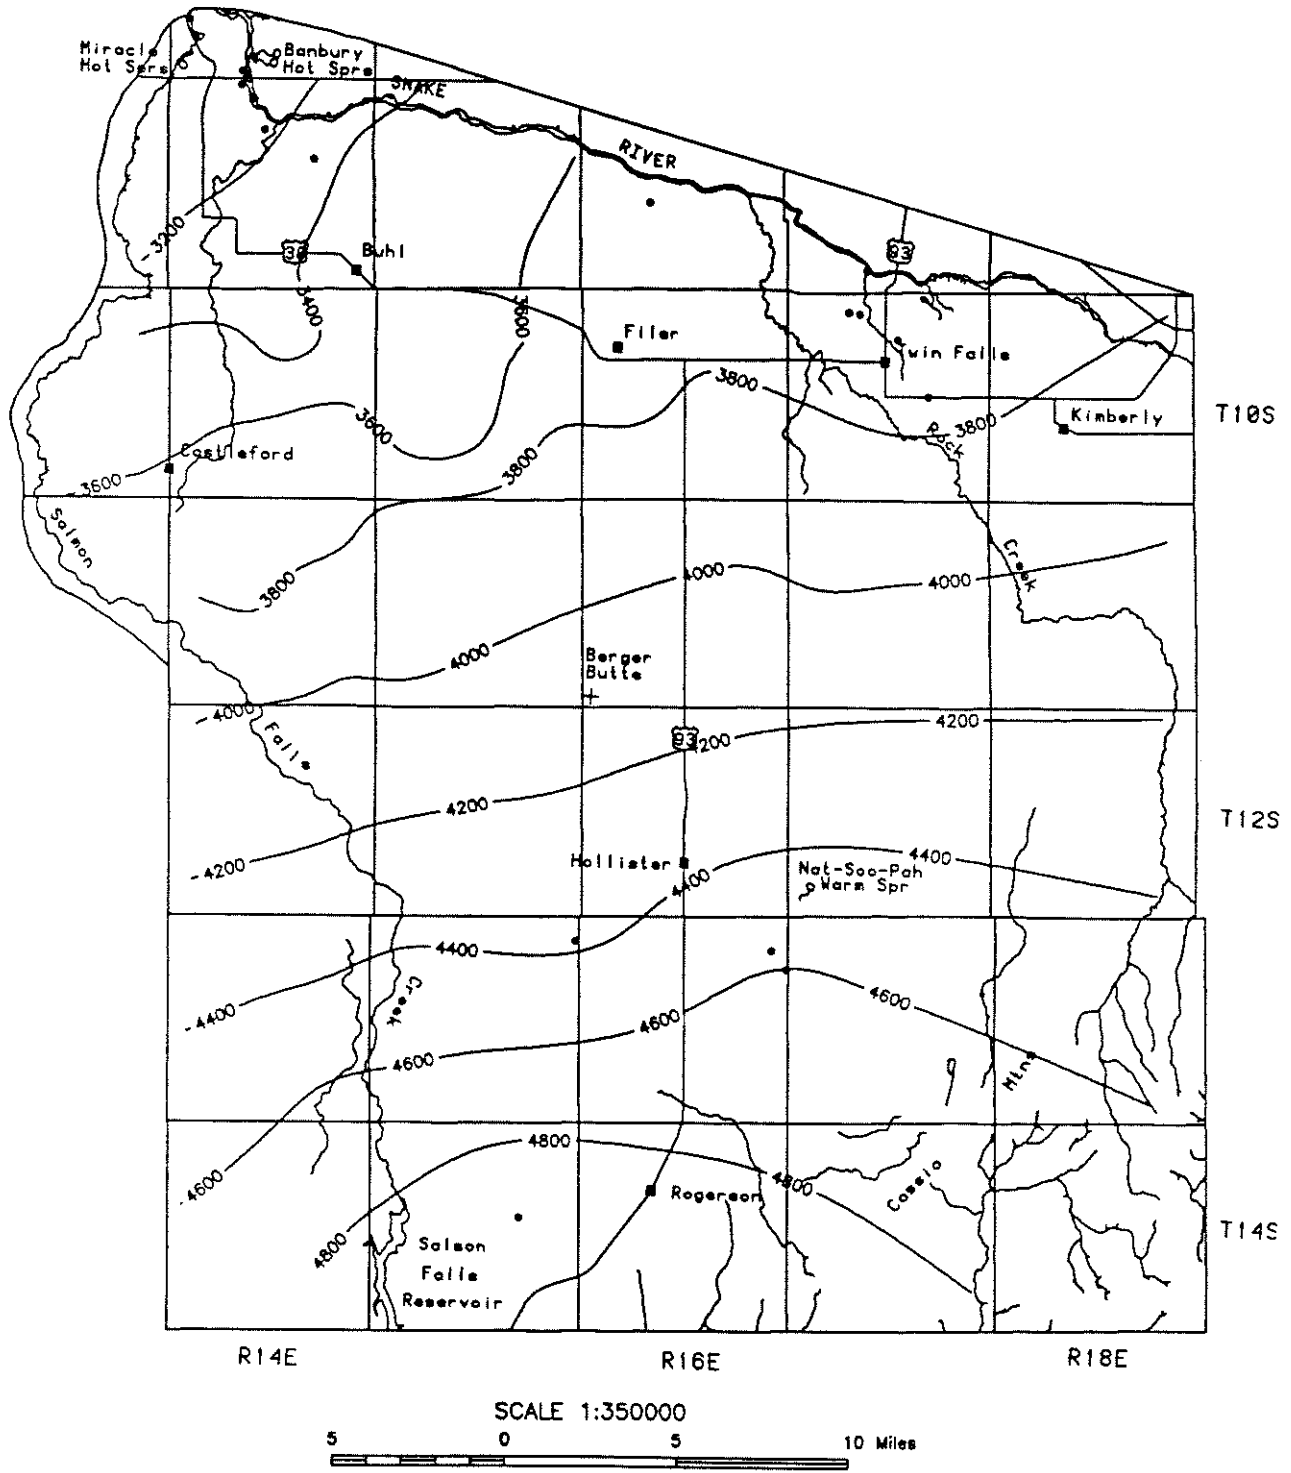 Miracle
Hot Sprs
Banbury
Hot Sprs
SNAKE
RIVER
3200
30
Buhl
93
3400
3600
Filer
Twin Falls
3800
Kimberly
T10S
3600
3800
3800
Rock
Castleford
3600
Salmon
3800
4000
4000
Creek
4000
Berger
Butte
4000
Falls
93
4200
4200
4200
T12S
4200
Hollister
4400
4400
Nat-Soo-Pah
Warm Spr
4400
Creek
4400
4600
4600
4600
Mtn
4800
4600
4800
Cassia
Rogerson
4800
Salmon
Falls
Reservoir
T14S
R14E
R16E
R18E
SCALE 1:350000
5 0 5 10 Miles